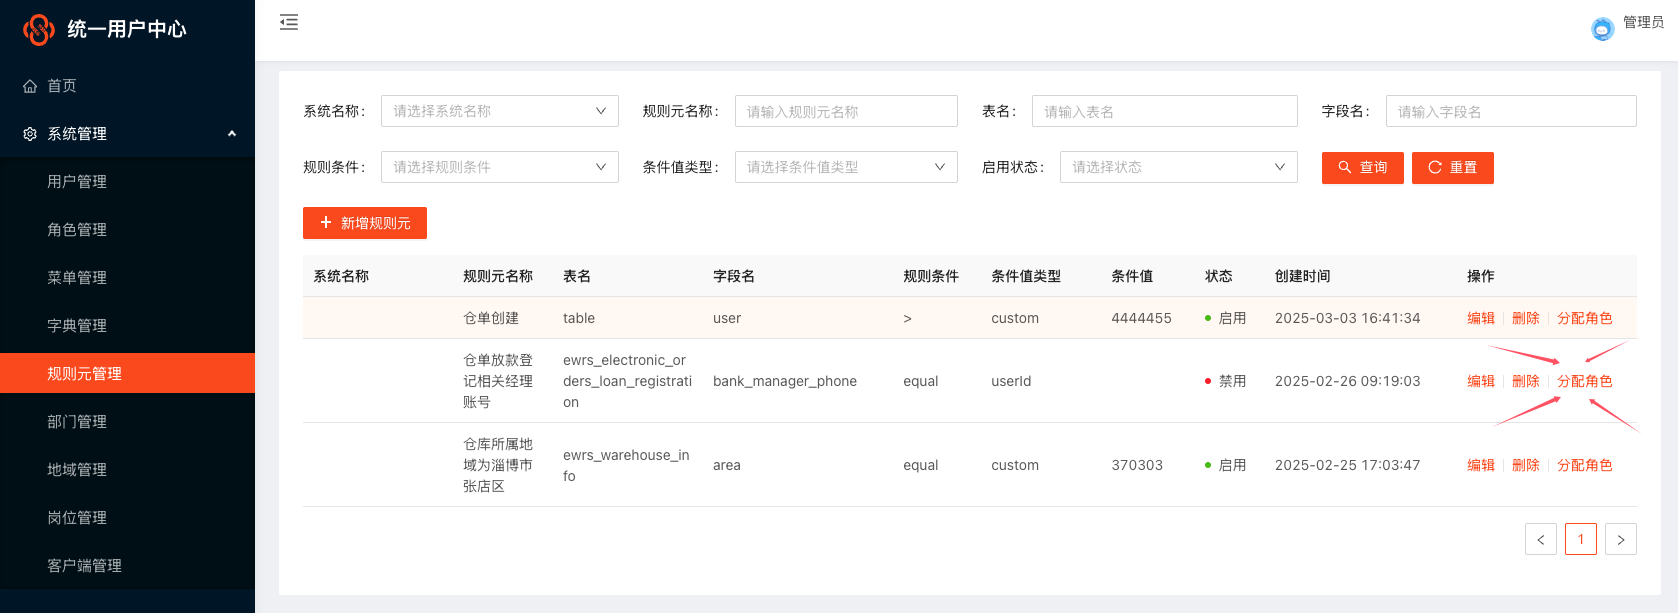 统一用户中心
管理员
首页
系统管理
用户管理
角色管理
菜单管理
字典管理
规则元管理
部门管理
地域管理
岗位管理
客户端管理
系统名称: 请选择系统名称 规则元名称: 请输入规则元名称 表名: 请输入表名 字段名: 请输入字段名
规则条件: 请选择规则条件 条件值类型: 请选择条件值类型 启用状态: 请选择状态 查询 重置
新增规则元
系统名称 规则元名称 表名 字段名 规则条件 条件值类型 条件值 状态 创建时间 操作
仓单创建 table user > custom 4444455 启用 2025-03-03 16:41:34 编辑 删除 分配角色
仓单放款登
记相关经理
账号
ewrs_electronic_or
ders_loan_registrati
on
bank_manager_phone equal userId 禁用 2025-02-26 09:19:03 编辑 删除 分配角色
仓库所属地
域为淄博市
张店区
ewrs_warehouse_in
fo
area equal custom 370303 启用 2025-02-25 17:03:47 编辑 删除 分配角色
< 1 >